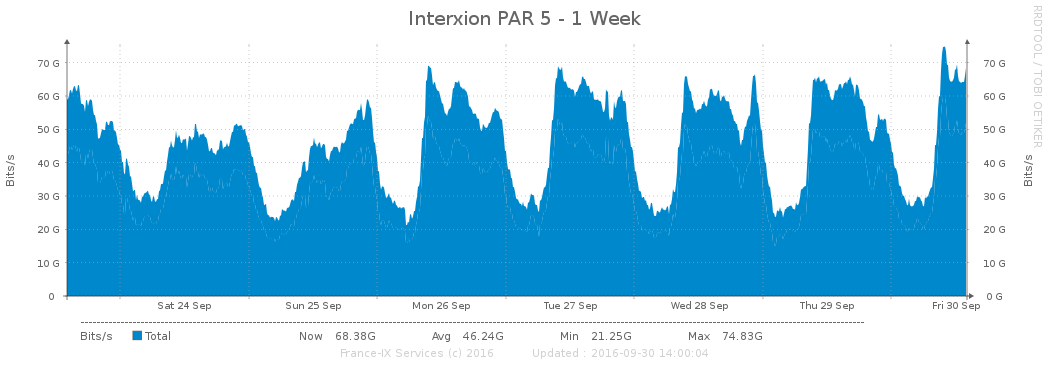 Interxion PAR 5 - 1 Week
RRDTOOL / TOBI OETIKER
Bits/s
70 G
60 G
50 G
40 G
30 G
20 G
10 G
0
70 G
60 G
50 G
40 G
30 G
20 G
10 G
0 G
Bits/s
Sat 24 Sep Sun 25 Sep Mon 26 Sep Tue 27 Sep Wed 28 Sep Thu 29 Sep Fri 30 Sep
Bits/s Total Now 68.38G Avg 46.24G Min 21.25G Max 74.83G
France-IX Services (c) 2016 Updated : 2016-09-30 14:00:04